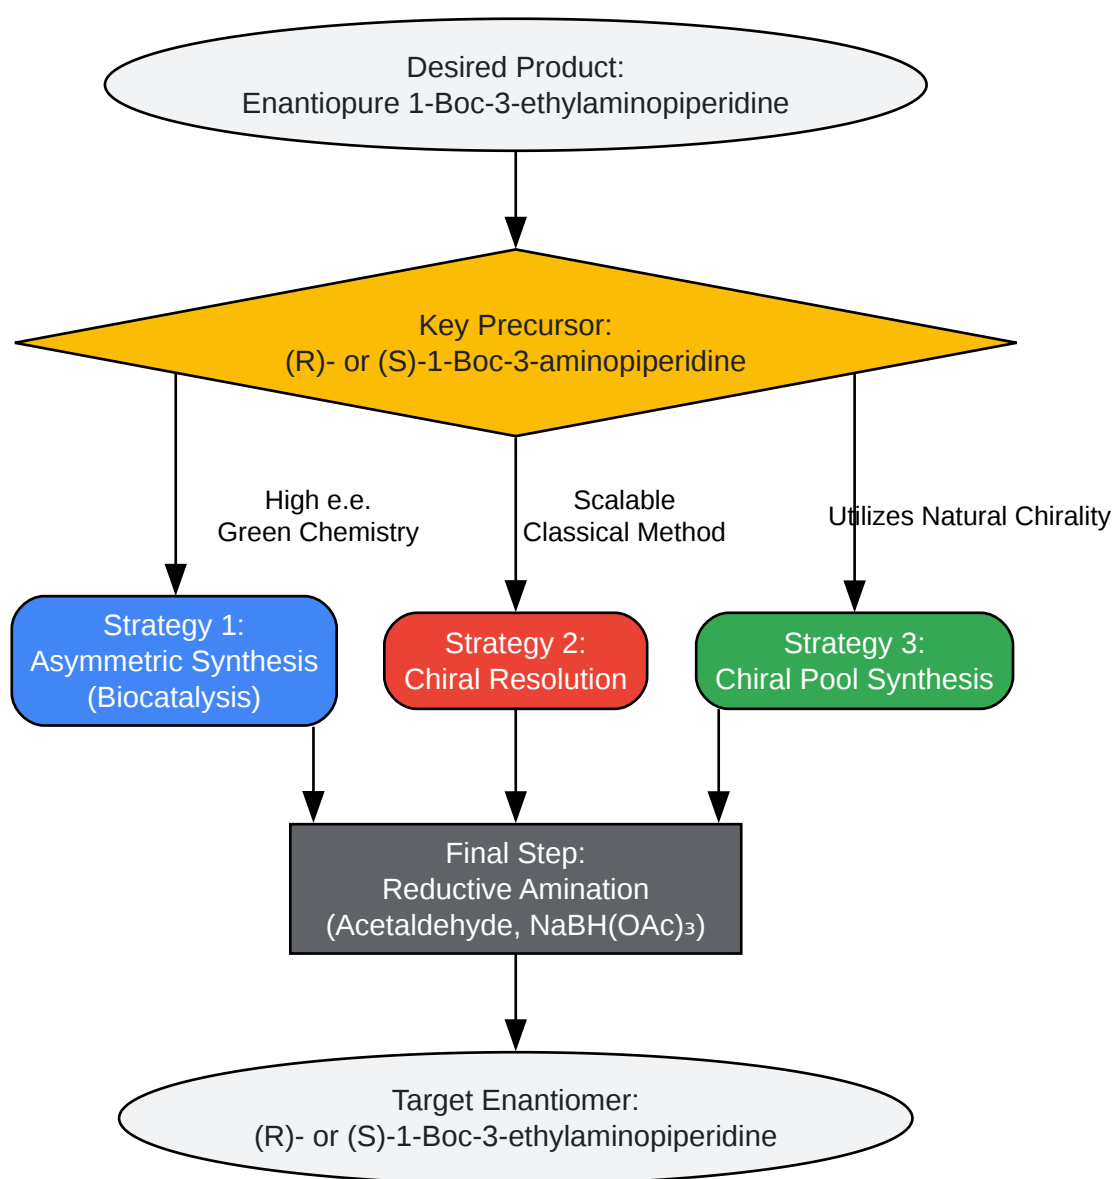 Desired Product:
Enantiopure 1-Boc-3-ethylaminopiperidine
Key Precursor:
(R)- or (S)-1-Boc-3-aminopiperidine
High e.e.
Green Chemistry
Scalable
Classical Method
Utilizes Natural Chirality
Strategy 1:
Asymmetric Synthesis
(Biocatalysis)
Strategy 2:
Chiral Resolution
Strategy 3:
Chiral Pool Synthesis
Final Step:
Reductive Amination
(Acetaldehyde, NaBH(OAc)₃)
Target Enantiomer:
(R)- or (S)-1-Boc-3-ethylaminopiperidine